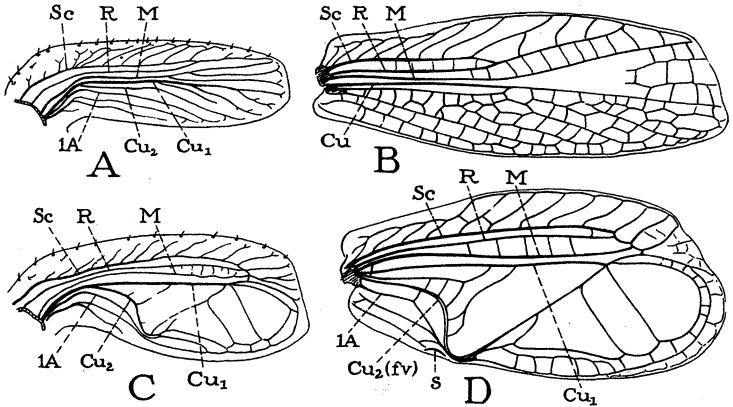 Sc R M
1A Cu₂ Cu₁
A
Sc R M
Cu
B
Sc R M
1A Cu₂ Cu₁
C
Sc R M
1A
Cu₂(fv) s Cu₁
D